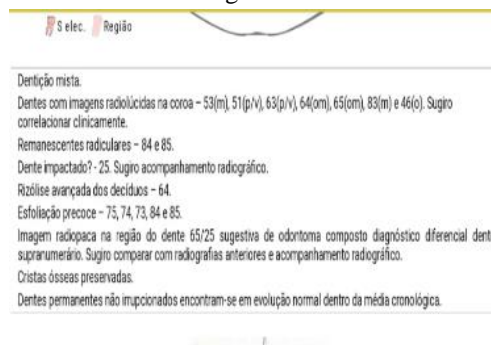 S elec. Região
Dentição mista.
Dentes com imagens radiolúcidas na coroa – 53(m), 51(p/v), 63(p/v), 64(om), 65(om), 83(m) e 46(o). Sugiro
correlacionar clinicamente.
Remanescentes radiculares – 84 e 85.
Dente impactado? - 25. Sugiro acompanhamento radiográfico.
Rizólise avançada dos decíduos – 64.
Esfoliação precoce – 75, 74, 73, 84 e 85.
Imagem radiopaca na região do dente 65/25 sugestiva de odontoma composto diagnóstico diferencial dent
supranumerário. Sugiro comparar com radiografias anteriores e acompanhamento radiográfico.
Cristas ósseas preservadas.
Dentes permanentes não irrupcionados encontram-se em evolução normal dentro da média cronológica.